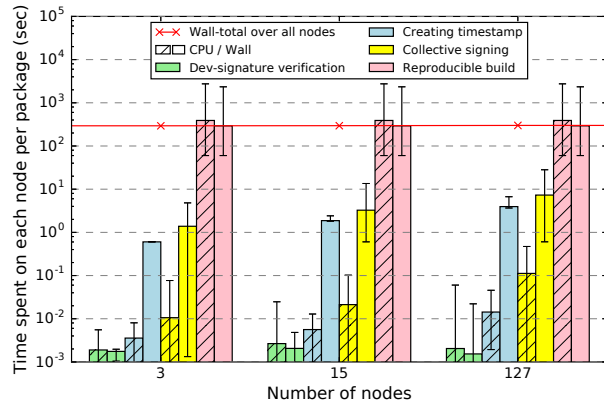 Time spent on each node per package (sec)
10^5
10^4
10^3
10^2
10^1
10^0
10^-1
10^-2
10^-3
Wall-total over all nodes
CPU / Wall
Dev-signature verification
Creating timestamp
Collective signing
Reproducible build
3
15
127
Number of nodes